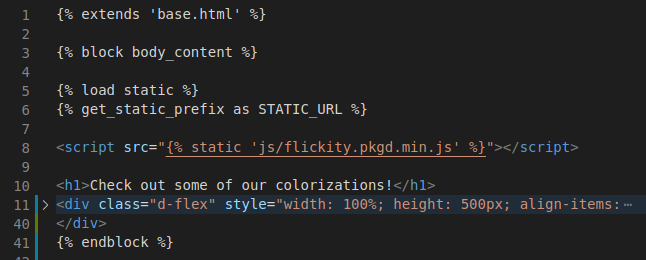 1 {% extends 'base.html' %}
2
3 {% block body_content %}
4
5 {% load static %}
6 {% get_static_prefix as STATIC_URL %}
7
8 <script src="{% static 'js/flickity.pkgd.min.js' %}"></script>
9
10 <h1>Check out some of our colorizations!</h1>
11 <div class="d-flex" style="width: 100%; height: 500px; align-items:⋯
40 </div>
41 {% endblock %}